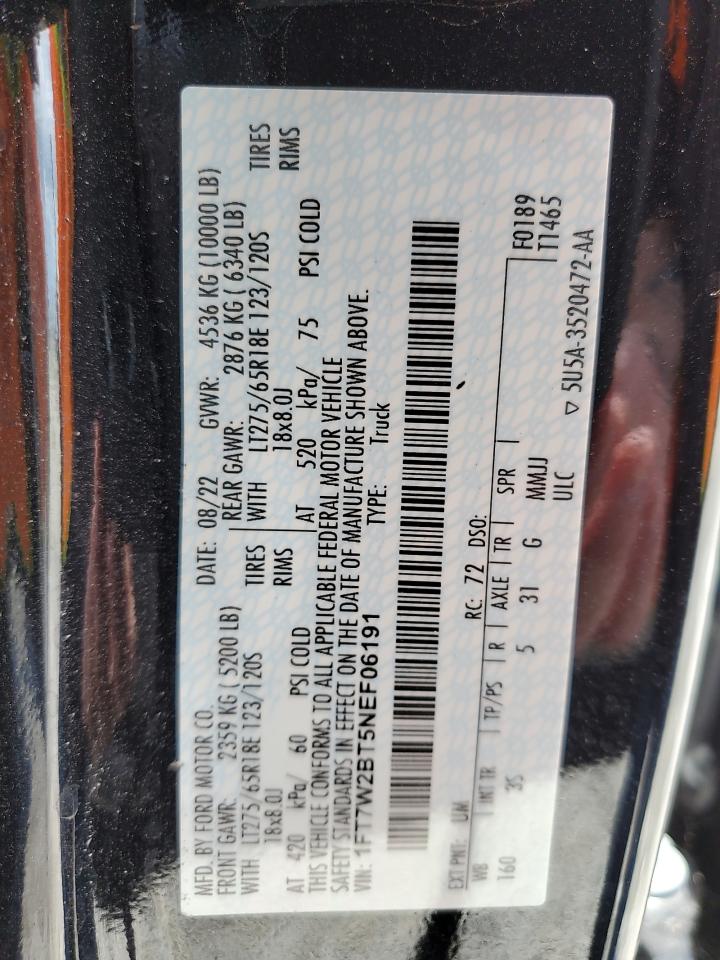 MFD. BY FORD MOTOR CO. DATE: 08/22 GVWR: 4536 KG (10000 LB)
FRONT GAWR: 2359 KG ( 5200 LB) REAR GAWR: 2876 KG ( 6340 LB)
WITH LT275/65R18E 123/120S TIRES WITH LT275/65R18E 123/120S TIRES
18x8.0J RIMS 18x8.0J RIMS
AT 420 kPa/ 60 PSI COLD AT 520 kPa/ 75 PSI COLD
THIS VEHICLE CONFORMS TO ALL APPLICABLE FEDERAL MOTOR VEHICLE
SAFETY STANDARDS IN EFFECT ON THE DATE OF MANUFACTURE SHOWN ABOVE.
VIN: 1FT7W2BT5NEF06191 TYPE: Truck
EXT PNT: UM RC: 72 DSO:
WB INT TR TP/PS R AXLE TR SPR F0189
160 3S 5 31 G MMJJ T1465
ULC
▽ 5U5A-3520472-AA